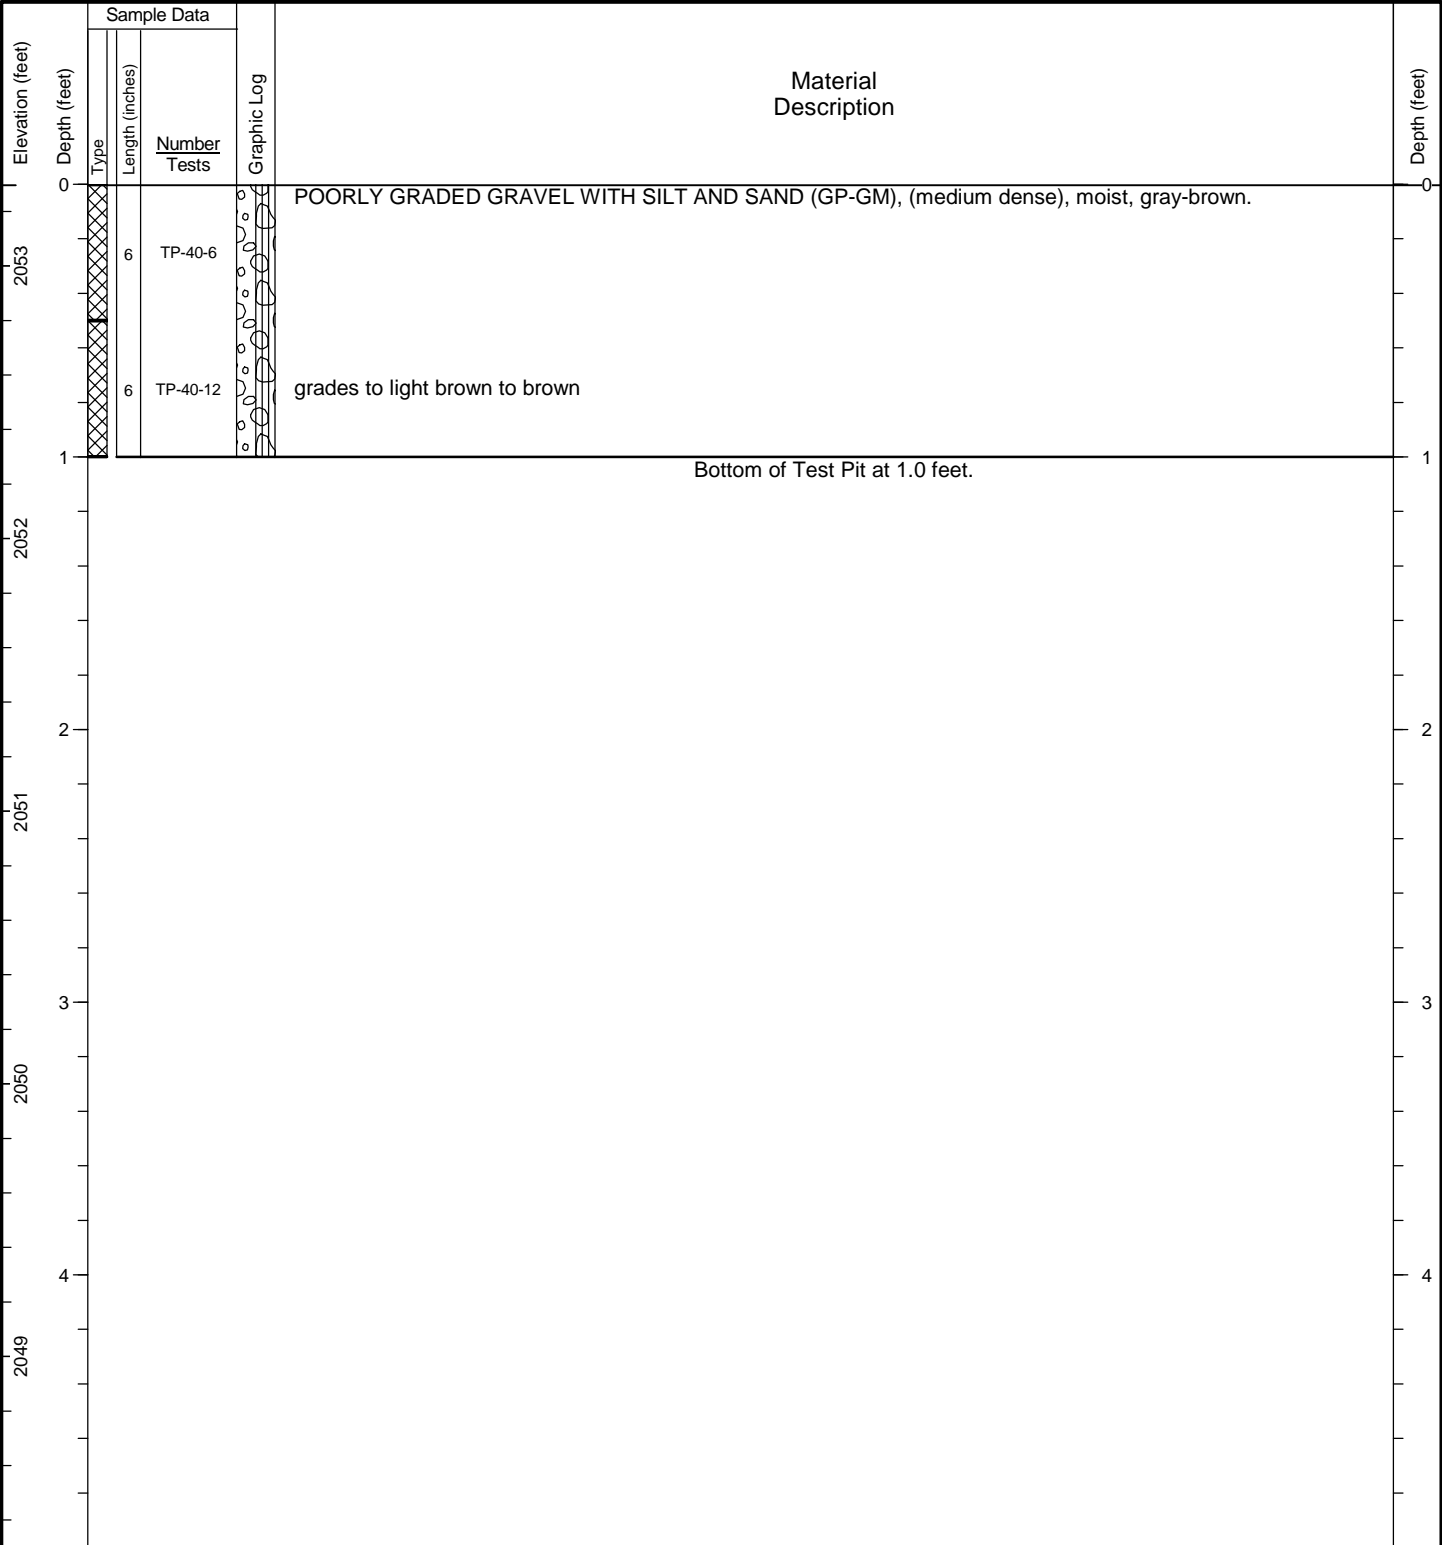 Sample Data
Elevation (feet)
Depth (feet)
Type
Length (inches)
Number
Tests
Graphic Log
Material
Description
Depth (feet)
0
POORLY GRADED GRAVEL WITH SILT AND SAND (GP-GM), (medium dense), moist, gray-brown.
0
2053
6
TP-40-6
6
TP-40-12
grades to light brown to brown
1
Bottom of Test Pit at 1.0 feet.
1
2052
2
2
2051
3
3
2050
4
4
2049